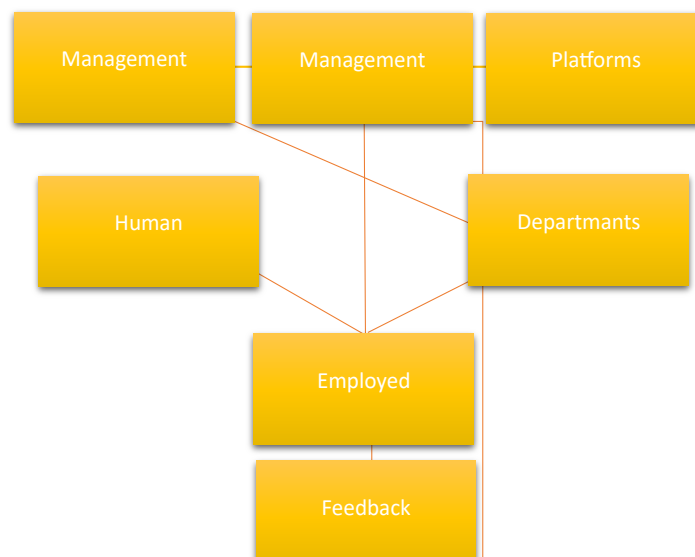 Management
Management
Platforms
Human
Departmants
Employed
Feedback